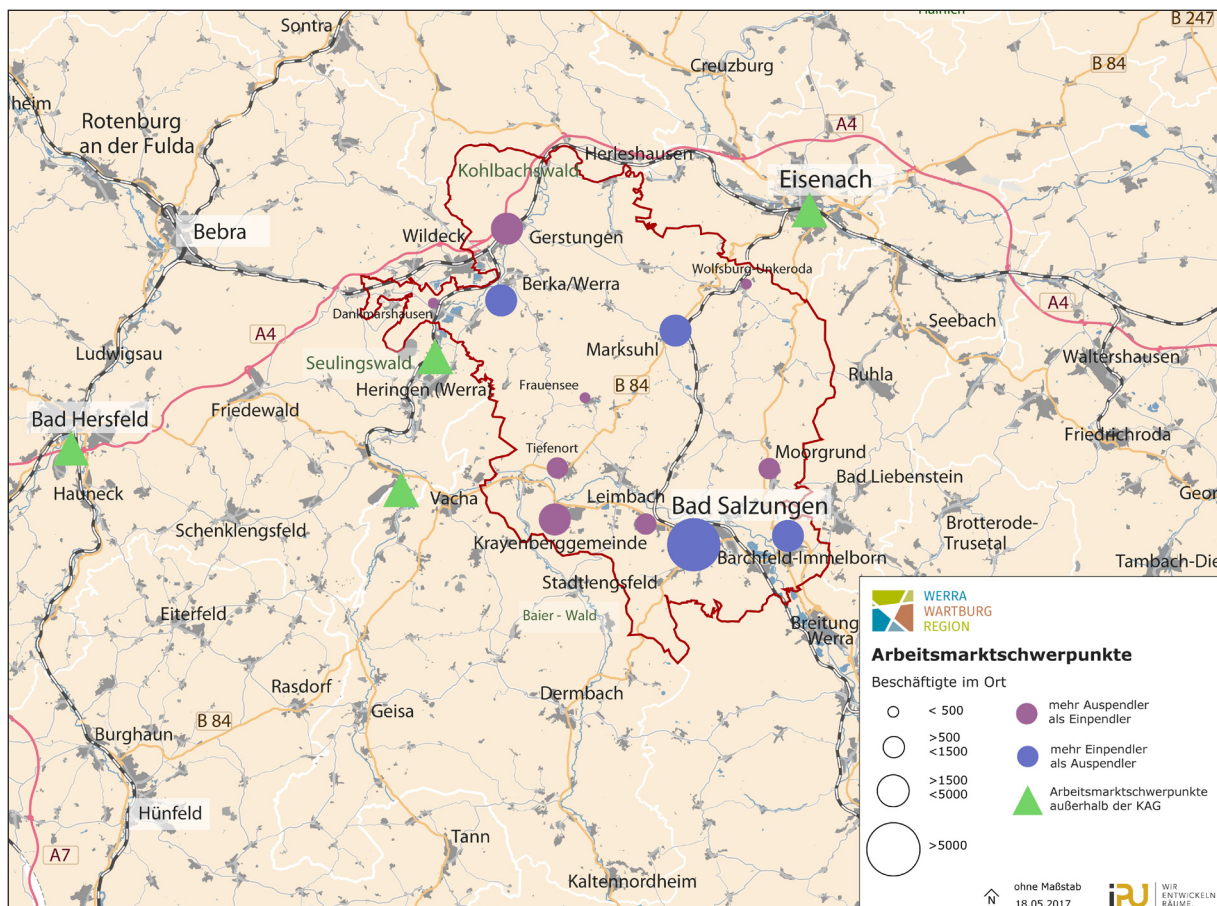 Hainich
Sontra
B 247
Creuzburg
B 84
heim
Rotenburg
an der Fulda
A4
Herleshausen
Kohlbachswald
Eisenach
Bebra
Wildeck
Gerstungen
Wolfsburg-Unkeroda
Berka/Werra
Dankmarshausen
A4
Seebach
A4
Ludwigsau
Marksuhl
Waltershausen
Seulingswald
Ruhla
B 84
Heringen (Werra)
Frauensee
Friedewald
Bad Hersfeld
Friedrichroda
Tiefenort
Moorgrund
Bad Liebenstein
Hauneck
Vacha
Leimbach
Bad Salzungen
Geor
Schenklengsfeld
Brotterode-
Trusetal
Krayenberggemeinde
Barchfeld-Immelborn
Tambach-Die
Stadtlengsfeld
Eiterfeld
Baier - Wald
Breitung
Werra
Rasdorf
Dermbach
Geisa
B 84
Burghaun
Hünfeld
Tann
A7
Kaltennordheim
WERRA
WARTBURG
REGION
Arbeitsmarktschwerpunkte
Beschäftigte im Ort
< 500
>500
<1500
>1500
<5000
>5000
mehr Auspendler
als Einpendler
mehr Einpendler
als Auspendler
Arbeitsmarktschwerpunkte
außerhalb der KAG
N
ohne Maßstab
18.05.2017
IPU
WIR
ENTWICKELN
RÄUME.